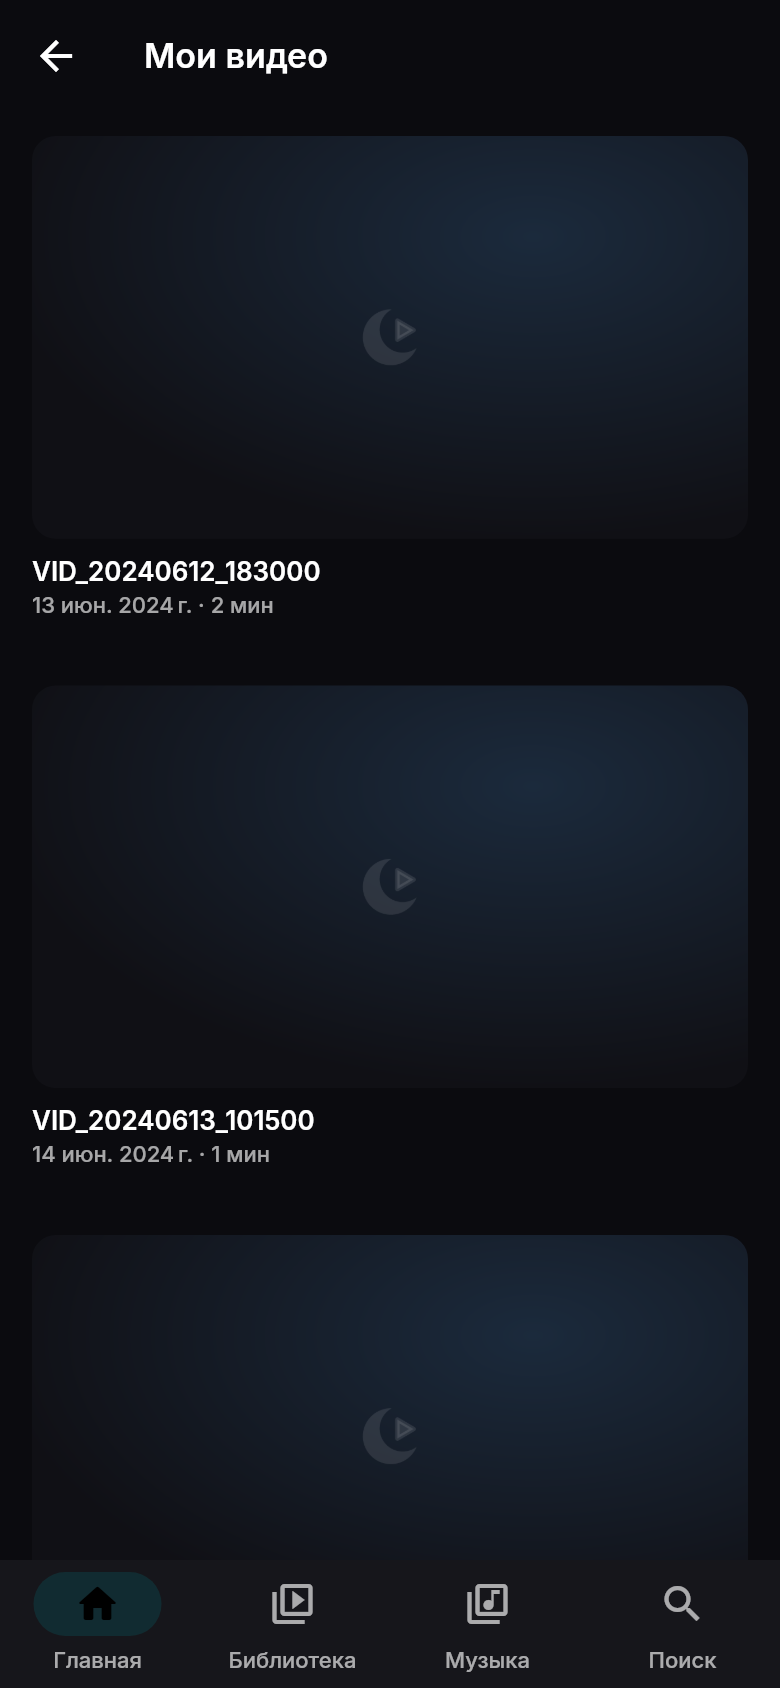 Мои видео
VID_20240612_183000
13 июн. 2024 г. · 2 мин
VID_20240613_101500
14 июн. 2024 г. · 1 мин
Главная
Библиотека
Музыка
Поиск